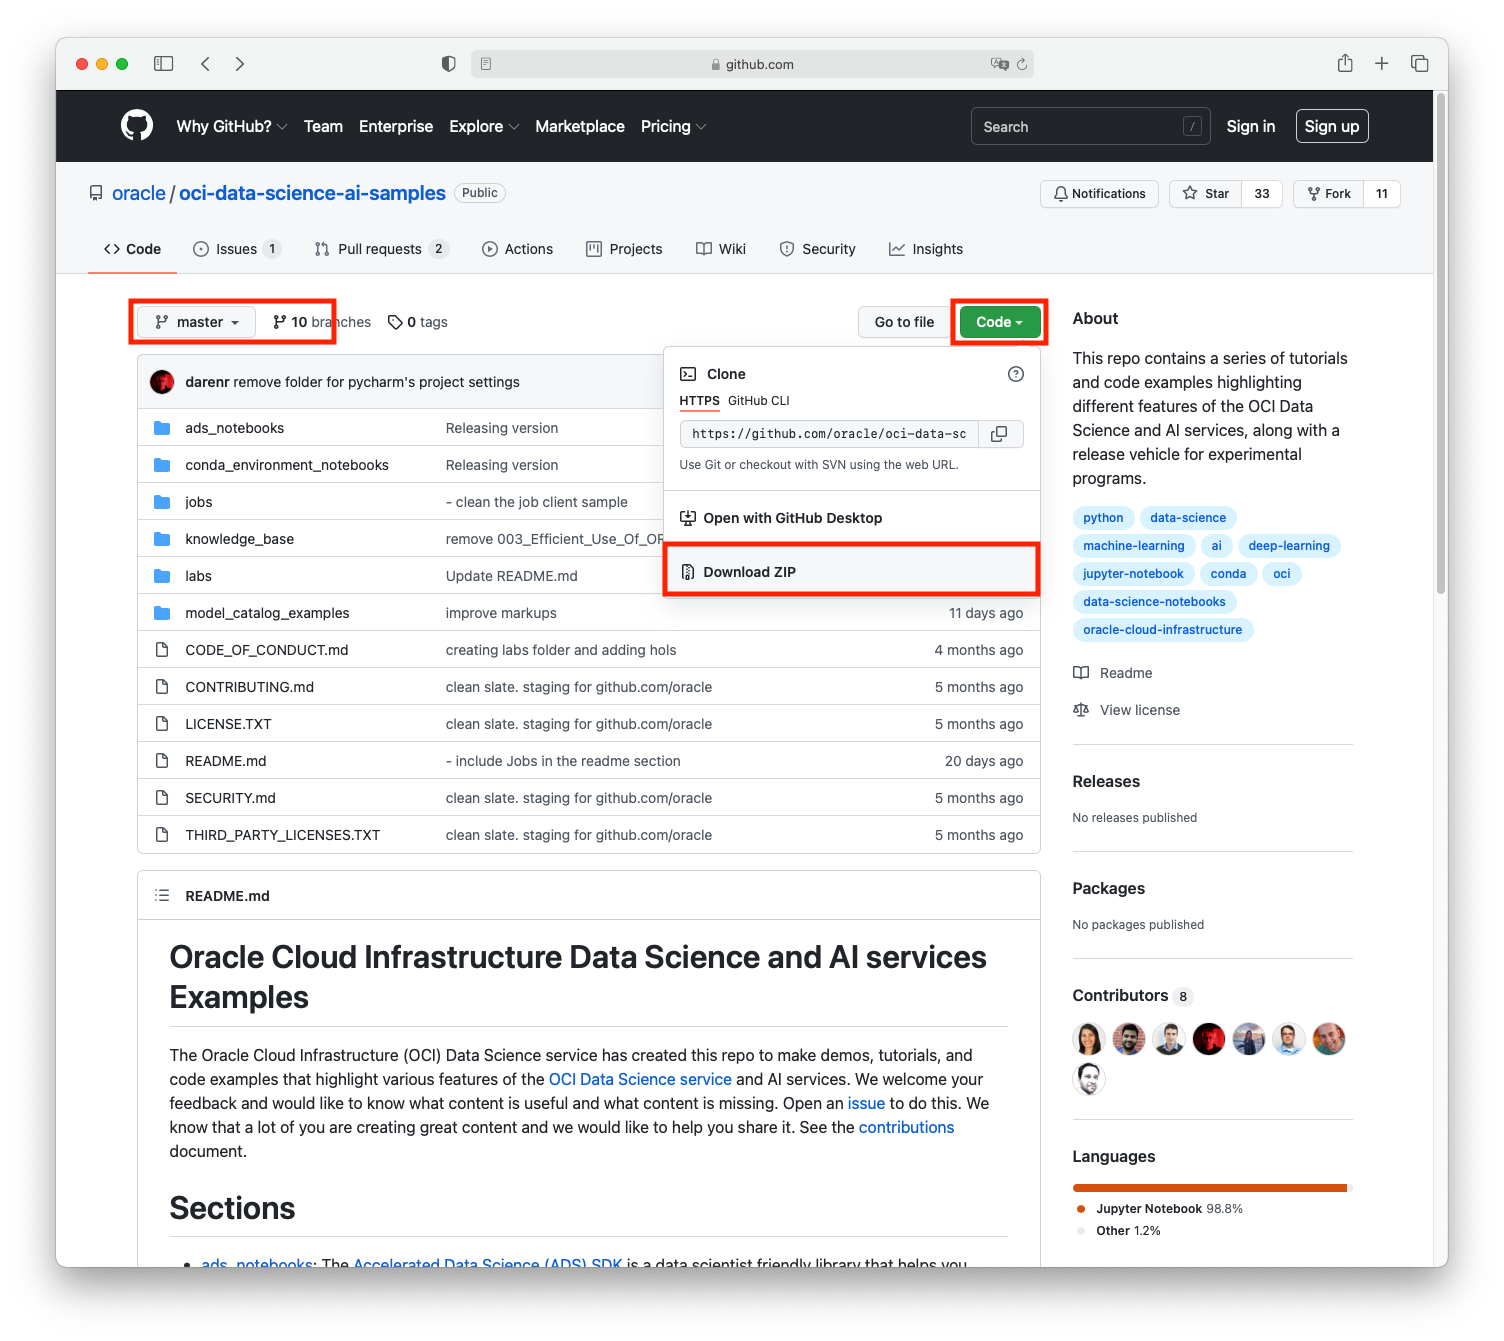 github.com
Why GitHub? Team Enterprise Explore Marketplace Pricing Search / Sign in Sign up
oracle / oci-data-science-ai-samples Public Notifications Star 33 Fork 11
Code Issues 1 Pull requests 2 Actions Projects Wiki Security Insights
master 10 branches 0 tags Go to file Code
darenr remove folder for pycharm's project settings
ads_notebooks Releasing version
conda_environment_notebooks Releasing version
jobs - clean the job client sample
knowledge_base remove 003_Efficient_Use_Of_OR
labs Update README.md
model_catalog_examples improve markups 11 days ago
CODE_OF_CONDUCT.md creating labs folder and adding hols 4 months ago
CONTRIBUTING.md clean slate. staging for github.com/oracle 5 months ago
LICENSE.TXT clean slate. staging for github.com/oracle 5 months ago
README.md - include Jobs in the readme section 20 days ago
SECURITY.md clean slate. staging for github.com/oracle 5 months ago
THIRD_PARTY_LICENSES.TXT clean slate. staging for github.com/oracle 5 months ago
Clone
HTTPS GitHub CLI
https://github.com/oracle/oci-data-sc
Use Git or checkout with SVN using the web URL.
Open with GitHub Desktop
Download ZIP
README.md
Oracle Cloud Infrastructure Data Science and AI services
Examples
The Oracle Cloud Infrastructure (OCI) Data Science service has created this repo to make demos, tutorials, and
code examples that highlight various features of the OCI Data Science service and AI services. We welcome your
feedback and would like to know what content is useful and what content is missing. Open an issue to do this. We
know that a lot of you are creating great content and we would like to help you share it. See the contributions
document.
Sections
• ads_notebooks: The Accelerated Data Science (ADS) SDK is a data scientist friendly library that helps you
About
This repo contains a series of tutorials
and code examples highlighting
different features of the OCI Data
Science and AI services, along with a
release vehicle for experimental
programs.
python data-science
machine-learning ai deep-learning
jupyter-notebook conda oci
data-science-notebooks
oracle-cloud-infrastructure
Readme
View license
Releases
No releases published
Packages
No packages published
Contributors 8
Languages
Jupyter Notebook 98.8%
Other 1.2%